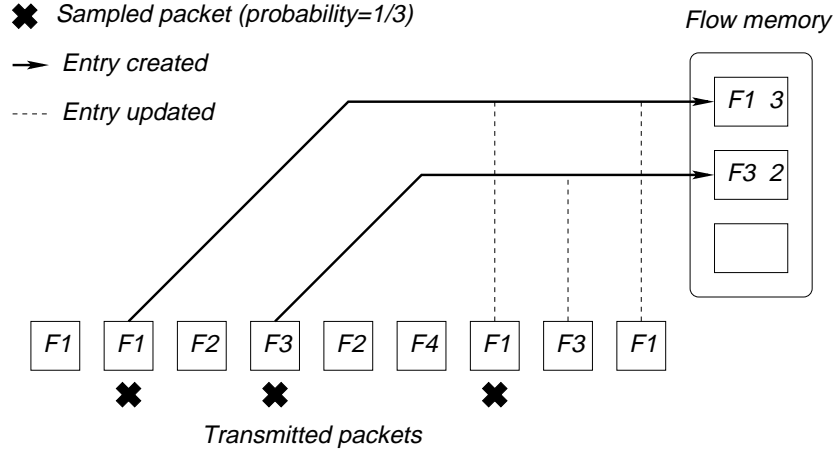 Sampled packet (probability=1/3)
Entry created
Entry updated
Flow memory
F1 3
F3 2
F1 F1 F2 F3 F2 F4 F1 F3 F1
Transmitted packets